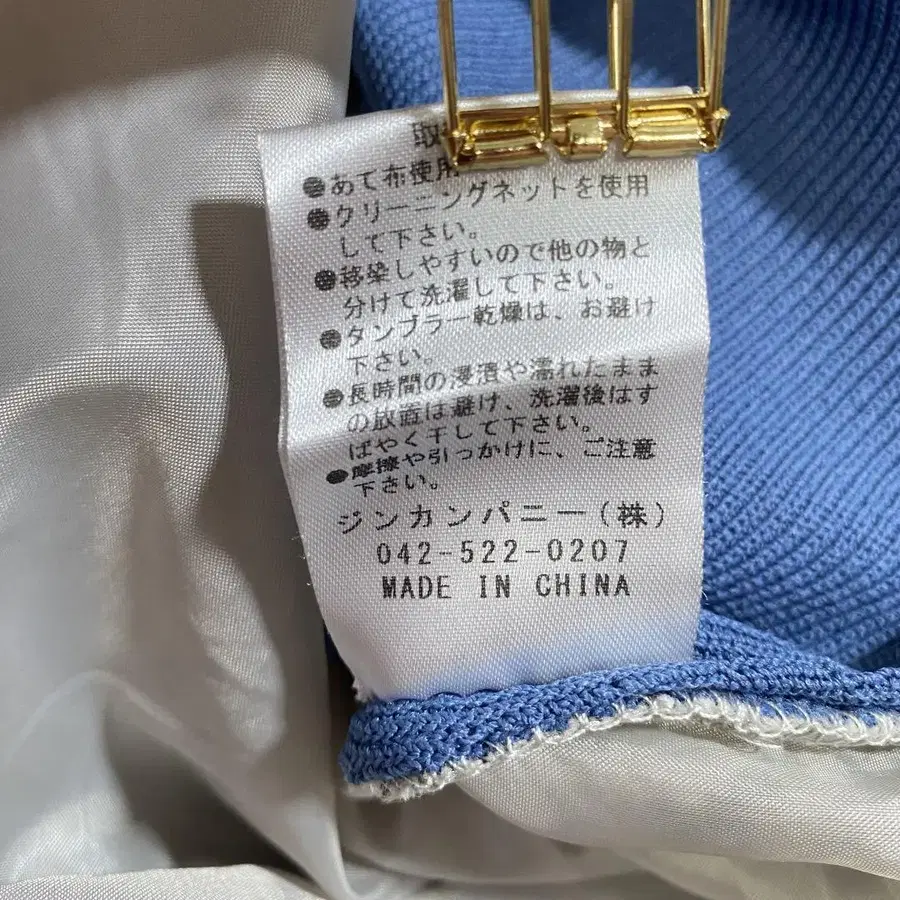 取
●あて布使用
●クリーニングネットを使用
して下さい。
●移染しやすいので他の物と
分けて洗濯して下さい。
●タンブラー乾燥は、お避け
下さい。
●長時間の浸漬や濡れたまま
の放置は避け、洗濯後はす
ばやく干して下さい。
●摩擦や引っかけに、ご注意
下さい。
ジンカンパニー(株)
042-522-0207
MADE IN CHINA